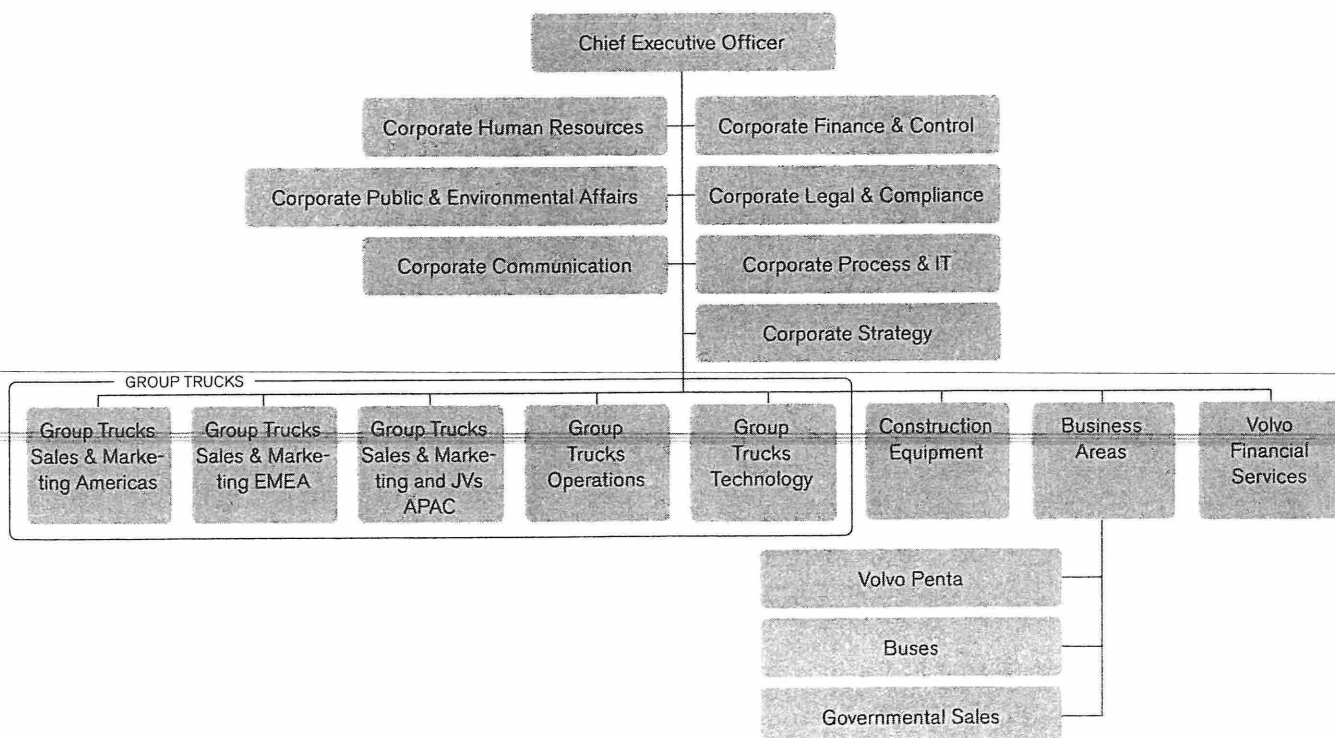 Chief Executive Officer
Corporate Human Resources
Corporate Finance & Control
Corporate Public & Environmental Affairs
Corporate Legal & Compliance
Corporate Communication
Corporate Process & IT
Corporate Strategy
GROUP TRUCKS
Group Trucks
Sales & Marke-
ting Americas
Group Trucks
Sales & Marke-
ting EMEA
Group Trucks
Sales & Marke-
ting and JVs
APAC
Group
Trucks
Operations
Group
Trucks
Technology
Construction
Equipment
Business
Areas
Volvo
Financial
Services
Volvo Penta
Buses
Governmental Sales